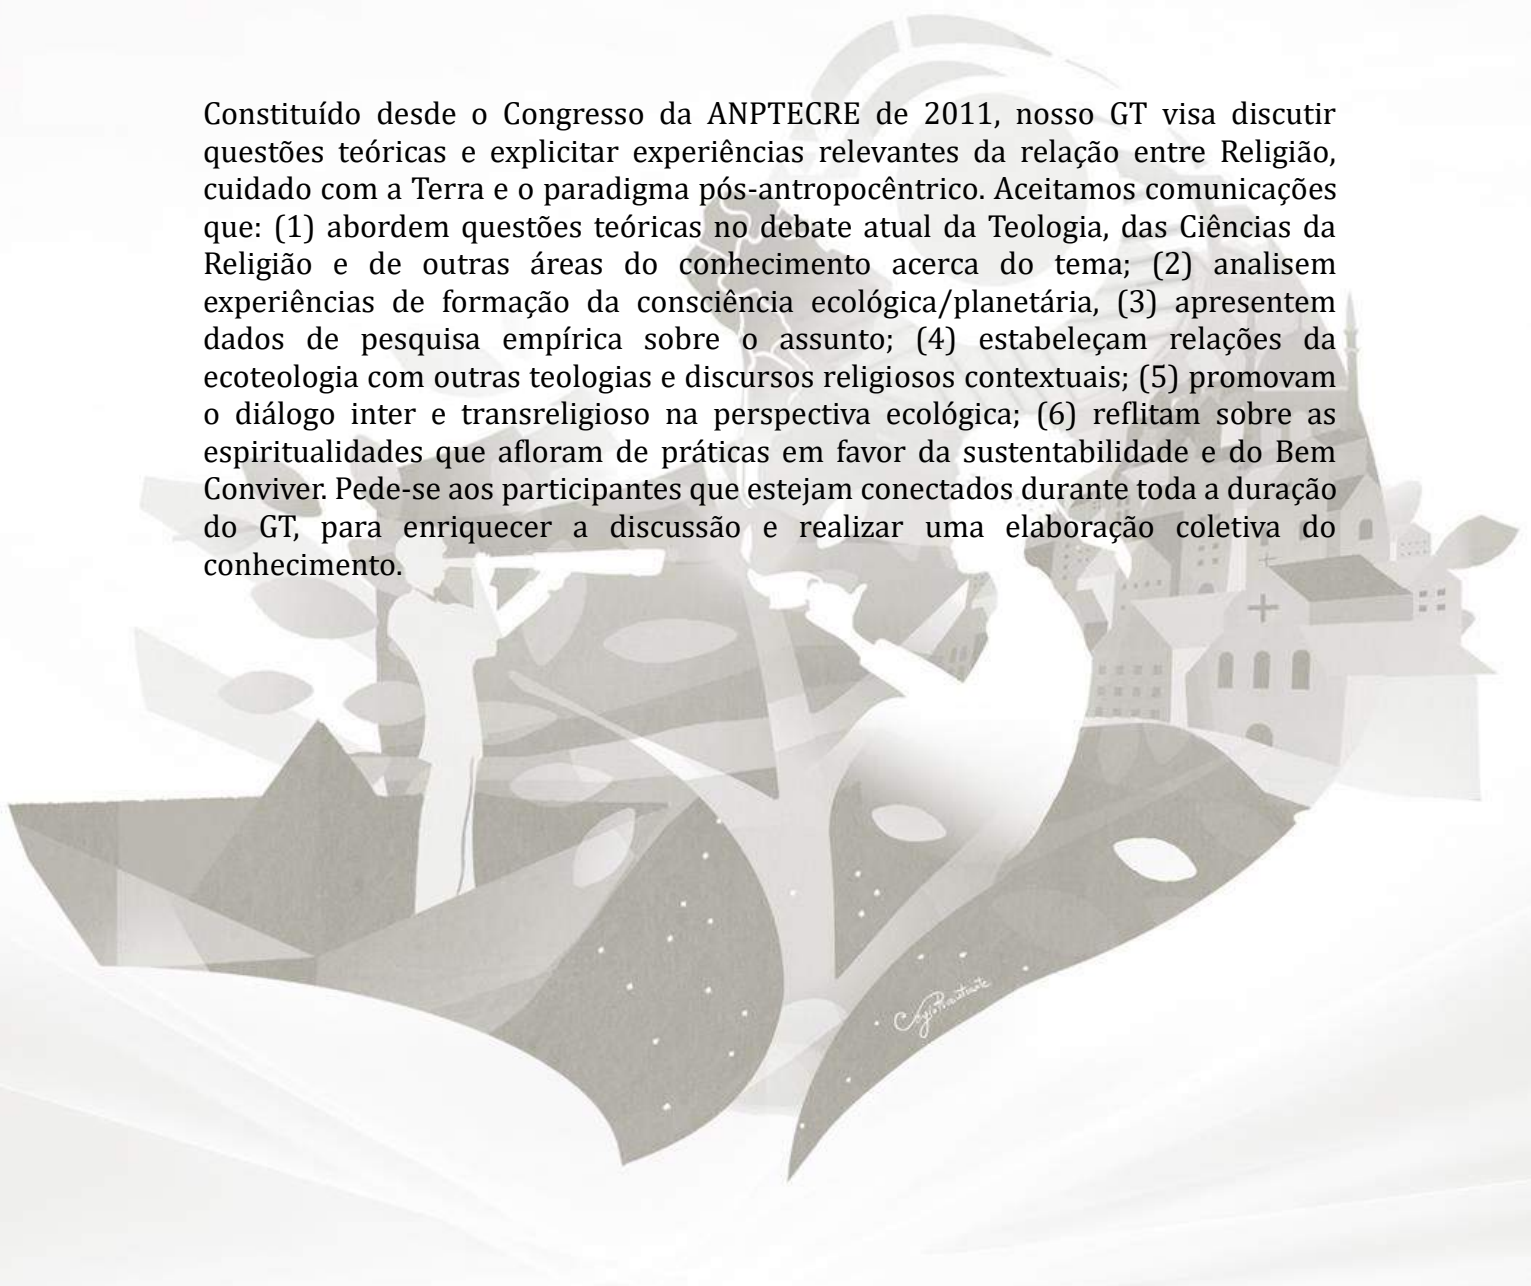 Constituído desde o Congresso da ANPTECRE de 2011, nosso GT visa discutir
questões teóricas e explicitar experiências relevantes da relação entre Religião,
cuidado com a Terra e o paradigma pós-antropocêntrico. Aceitamos comunicações
que: (1) abordem questões teóricas no debate atual da Teologia, das Ciências da
Religião e de outras áreas do conhecimento acerca do tema; (2) analisem
experiências de formação da consciência ecológica/planetária, (3) apresentem
dados de pesquisa empírica sobre o assunto; (4) estabeleçam relações da
ecoteologia com outras teologias e discursos religiosos contextuais; (5) promovam
o diálogo inter e transreligioso na perspectiva ecológica; (6) reflitam sobre as
espiritualidades que afloram de práticas em favor da sustentabilidade e do Bem
Conviver. Pede-se aos participantes que estejam conectados durante toda a duração
do GT, para enriquecer a discussão e realizar uma elaboração coletiva do
conhecimento.